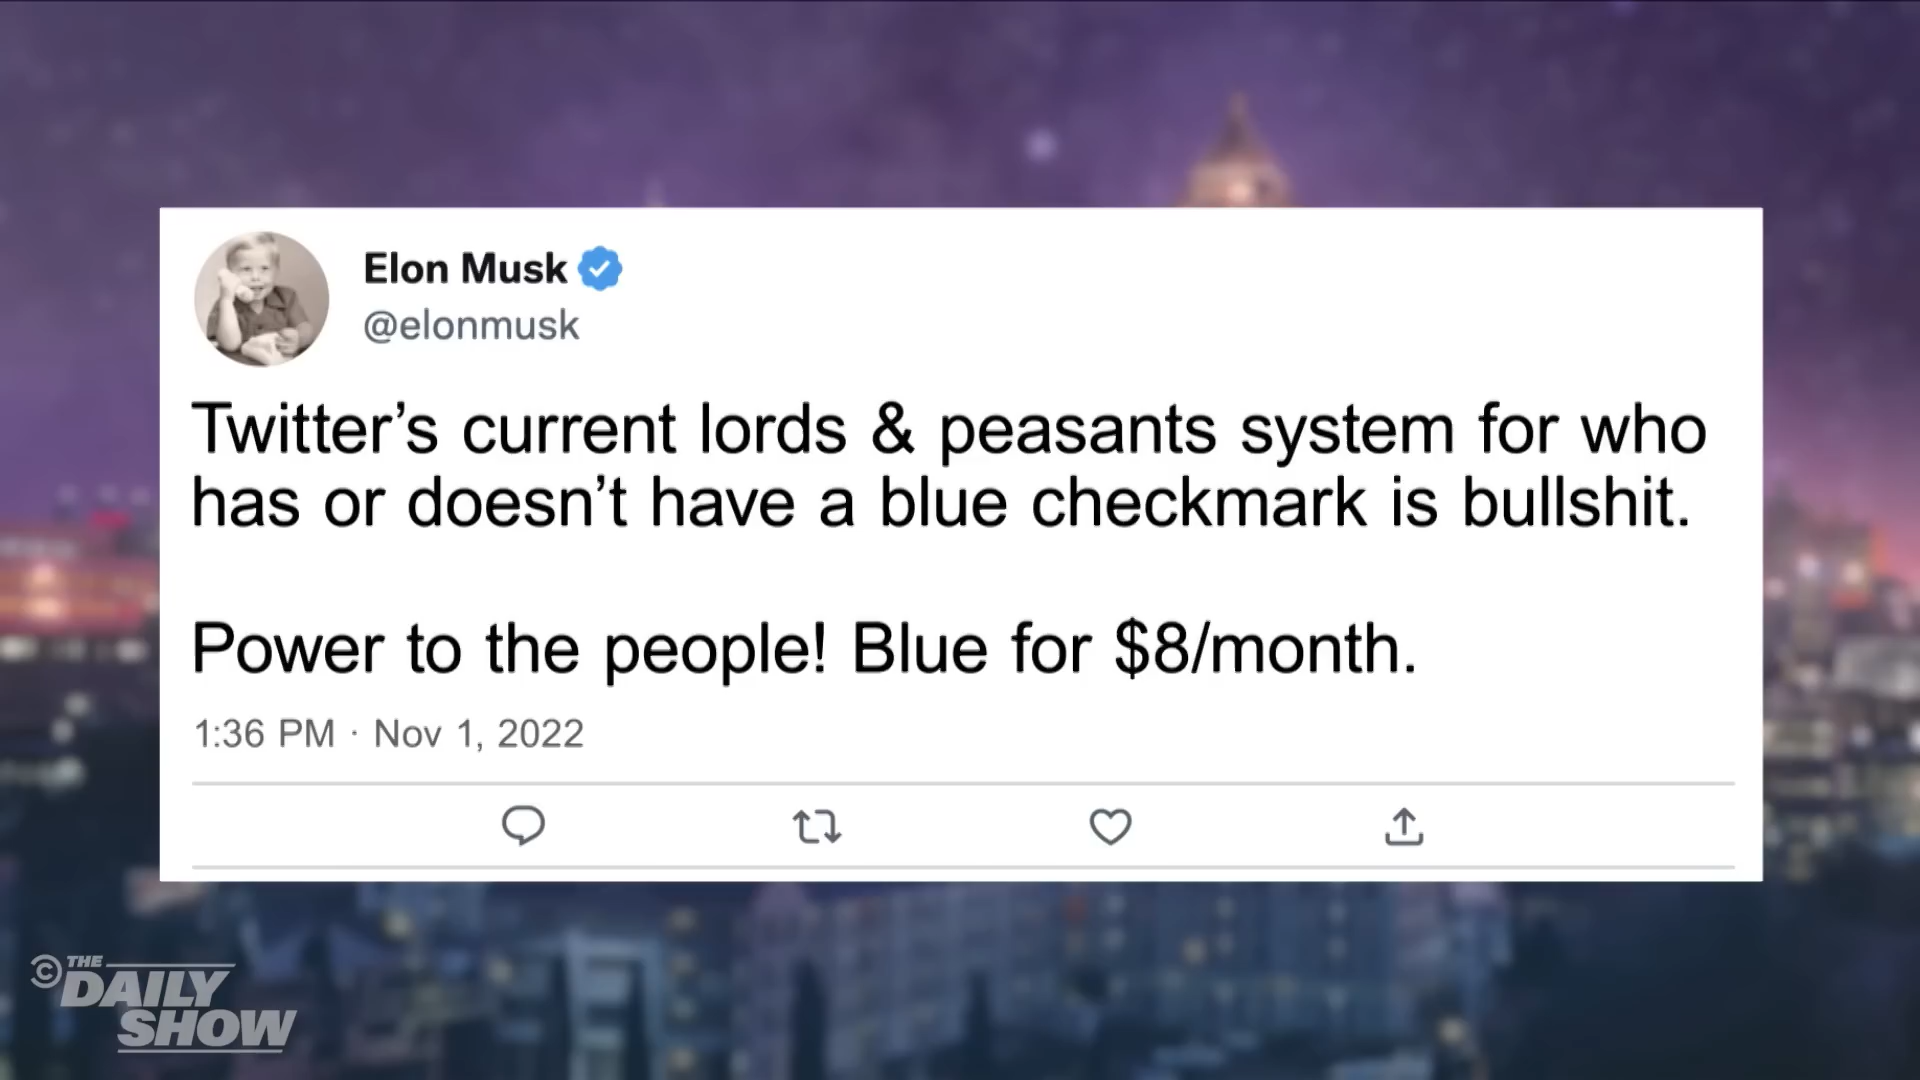 Elon Musk
@elonmusk
Twitter’s current lords & peasants system for who
has or doesn’t have a blue checkmark is bullshit.
Power to the people! Blue for $8/month.
1:36 PM · Nov 1, 2022
THE
DAILY
SHOW